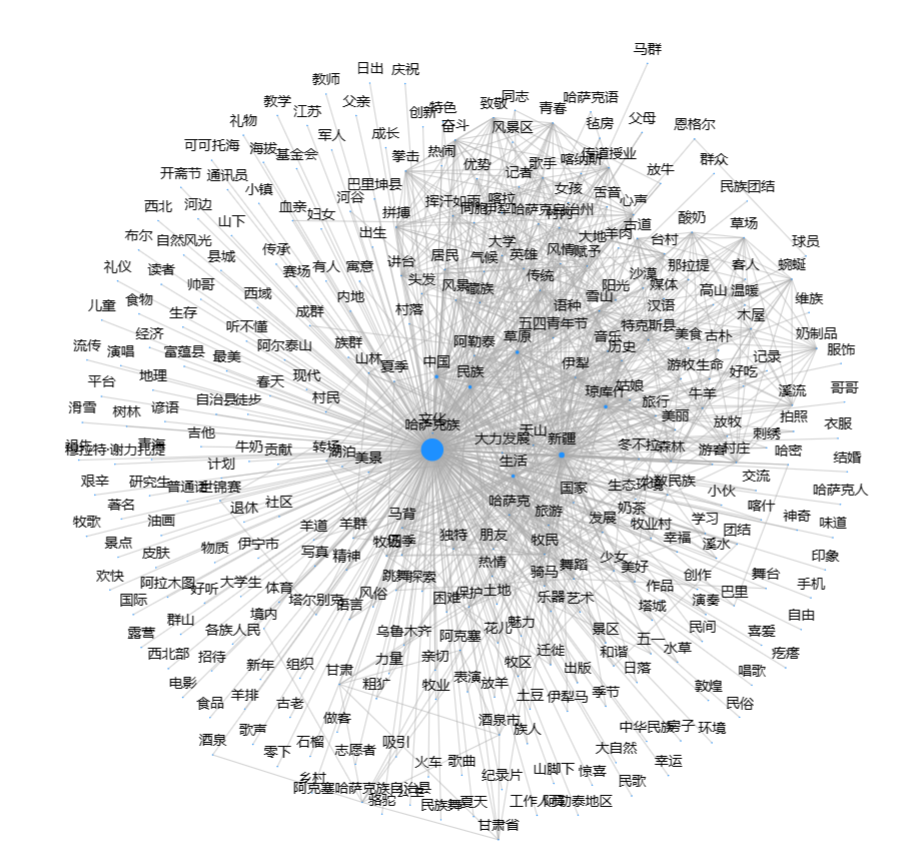 马群
日出 庆祝
教师
教学 江苏 父亲 创新 特色 致敬 同志 青春 哈萨克语
礼物 军人 成长 奋斗 风景区 毡房 父母 恩格尔
可可托海 海拔 基金会 拳击 热闹 优势 记者 歌手 喀纳斯 传道授业 放牛 群众
开斋节 通讯员 小镇 河谷 巴里坤县 女孩 舌音 民族团结
西北 河边 山下 血亲 妇女 拼搏 挥汗如雨 喀拉 伊犁哈萨克自治州 心声 酸奶 草场
布尔 自然风光 县城 传承 出生 居民 大学 英雄 风情 赋予 大地 羊肉 古道 台村 球员
礼仪 读者 帅哥 赛场 有人 寓意 讲台 头发 气候 传统 沙漠 那拉提 客人 蜿蜒
儿童 食物 生存 西域 成群 内地 村落 风景 藏族 语种 雪山 阳光 媒体 高山 温暖 维族
流传 演唱 经济 富蕴县 听不懂 最美 阿尔泰山 族群 阿勒泰 草原 五四青年节 音乐 历史 汉语 特克斯县 美食 古朴 木屋 奶制品 服饰
平台 地理 春天 现代 山林 夏季 中国 民族 伊犁 姑娘 游牧 生命 好吃 记录
滑雪 树林 谚语 自治县 徒步 村民 旅行 牛羊 溪流 哥哥
青海 吉他 文化 哈萨克族 天山 美丽 放牧 拍照 衣服
穆拉特·谢力扎提 牛奶 贡献 转场 湖泊 美景 大力发展 新疆 冬不拉 森林 村庄 刺绣 哈密 结婚
艰辛 研究生 普通话 计划 生活 国家 生态环境 小伙 交流 哈萨克人
牧歌 著名 油画 退休 社区 马背 哈萨克 旅游 发展 奶茶 牧业村 学习 喀什 神奇 味道
景点 皮肤 物质 伊宁市 羊道 羊群 独特 朋友 牧民 幸福 溪水 团结 印象
欢快 阿拉木图 好听 大学生 体育 写真 精神 跳舞 探索 热情 骑马 舞蹈 少女 美好 创作 舞台 手机
国际 群山 境内 塔尔别克 语言 风俗 困难 保护 土地 乐器 艺术 作品 塔城 演奏 巴里 自由
露营 各族人民 乌鲁木齐 阿克塞 花儿 魅力 景区 五一 民间 喜爱
西北部 招待 新年 组织 甘肃 力量 亲切 牧区 迁徙 和谐 水草 疙瘩
电影 食品 羊排 古老 粗犷 牧业 表演 放羊 出版 日落 唱歌
土豆 伊犁马 季节 敦煌 民俗
酒泉 歌声 石榴 做客 酒泉市 族人 中华民族 房子 环境
零下 志愿者 吸引 火车 歌曲 大自然 幸运
乡村 纪录片 山脚下 惊喜 民歌
阿克塞哈萨克族自治县
骆驼 民族舞 夏天 阿勒泰地区
甘肃省